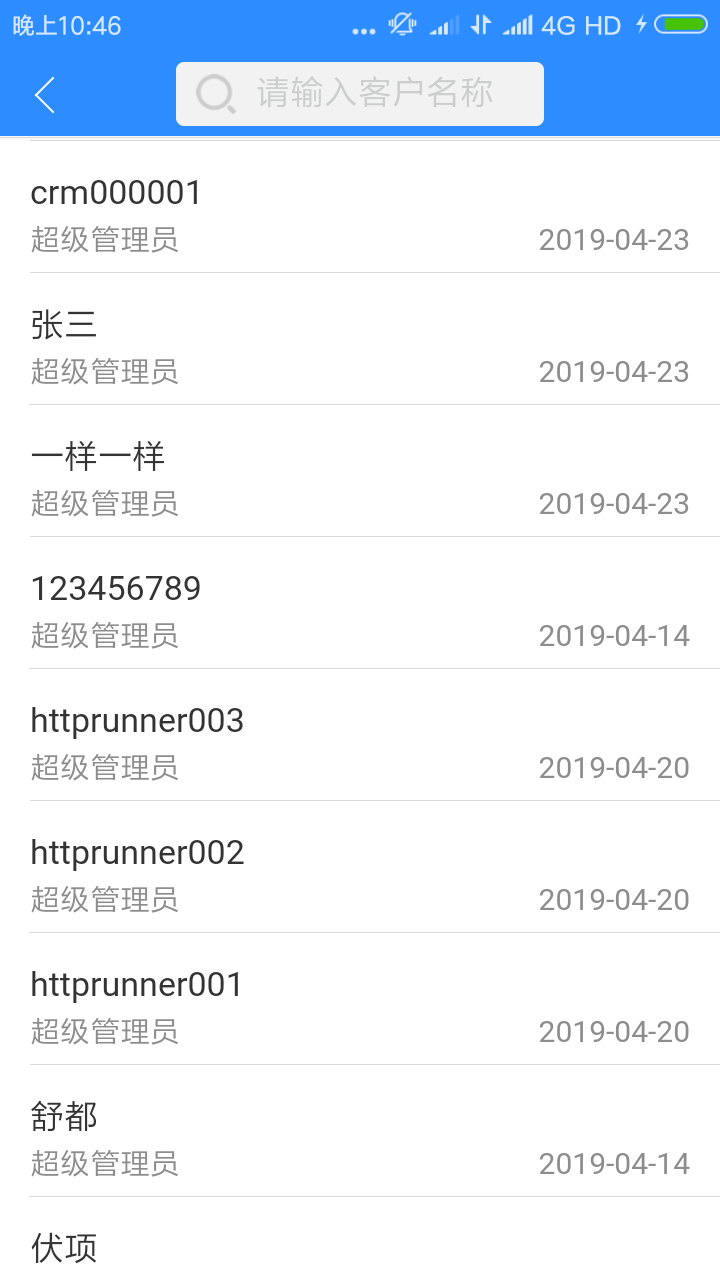 晚上10:46 ... 4G HD
请输入客户名称
crm000001
超级管理员 2019-04-23
张三
超级管理员 2019-04-23
一样一样
超级管理员 2019-04-23
123456789
超级管理员 2019-04-14
httprunner003
超级管理员 2019-04-20
httprunner002
超级管理员 2019-04-20
httprunner001
超级管理员 2019-04-20
舒都
超级管理员 2019-04-14
伏项